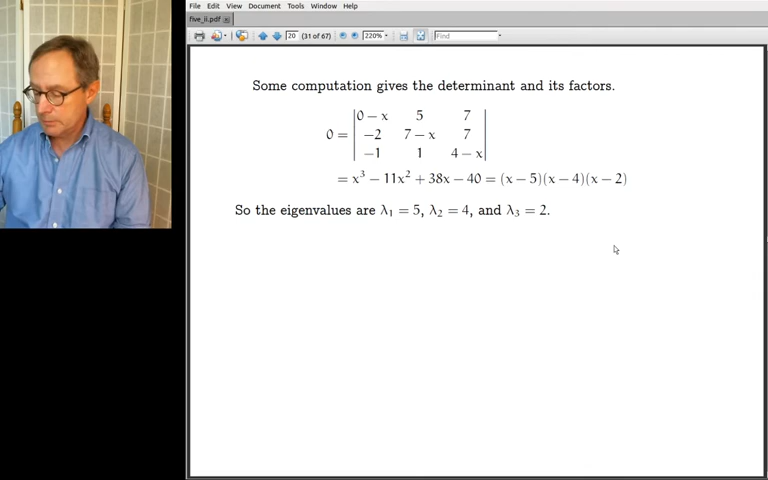 File Edit View Document Tools Window Help
five_ii.pdf
20 (31 of 67) 220% Find
Some computation gives the determinant and its factors.
0 = | 0 − x 5 7 |
| −2 7 − x 7 |
| −1 1 4 − x |
= x³ − 11x² + 38x − 40 = (x − 5)(x − 4)(x − 2)
So the eigenvalues are λ₁ = 5, λ₂ = 4, and λ₃ = 2.